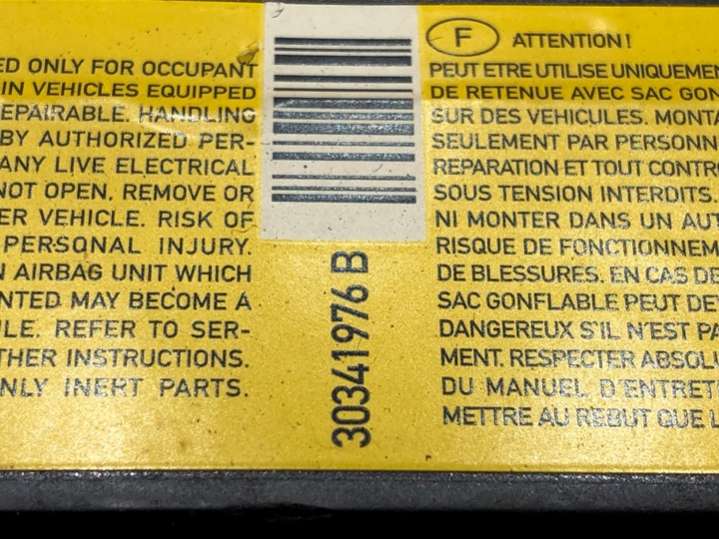 ED ONLY FOR OCCUPANT
IN VEHICLES EQUIPPED
EPAIRABLE. HANDLING
BY AUTHORIZED PER-
ANY LIVE ELECTRICAL
NOT OPEN, REMOVE OR
ER VEHICLE. RISK OF
PERSONAL INJURY.
N AIRBAG UNIT WHICH
NTED MAY BECOME A
ULE. REFER TO SER-
THER INSTRUCTIONS.
NLY INERT PARTS.
30341976 B
F ATTENTION!
PEUT ETRE UTILISE UNIQUEMEN
DE RETENUE AVEC SAC GON
SUR DES VEHICULES. MONTA
SEULEMENT PAR PERSONN
REPARATION ET TOUT CONTR
SOUS TENSION INTERDITS.
NI MONTER DANS UN AUT
RISQUE DE FONCTIONNEM
DE BLESSURES. EN CAS DE
SAC GONFLABLE PEUT DE
DANGEREUX S'IL N'EST PA
MENT. RESPECTER ABSOLU
DU MANUEL D'ENTRETI
METTRE AU REBUT QUE L